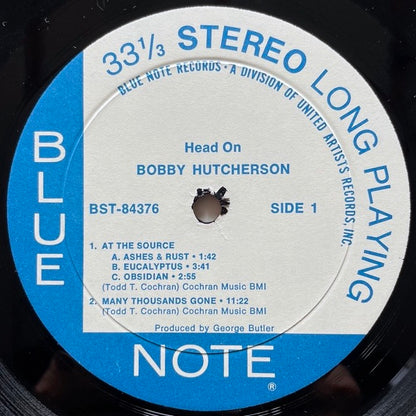 33⅓ STEREO LONG PLAYING
BLUE NOTE RECORDS • A DIVISION OF UNITED ARTISTS RECORDS, INC.
BLUE
NOTE
®
Head On
BOBBY HUTCHERSON
BST-84376 SIDE 1
1. AT THE SOURCE
A. ASHES & RUST • 1:42
B. EUCALYPTUS • 3:41
C. OBSIDIAN • 2:55
(Todd T. Cochran) Cochran Music BMI
2. MANY THOUSANDS GONE • 11:22
(Todd T. Cochran) Cochran Music BMI
Produced by George Butler